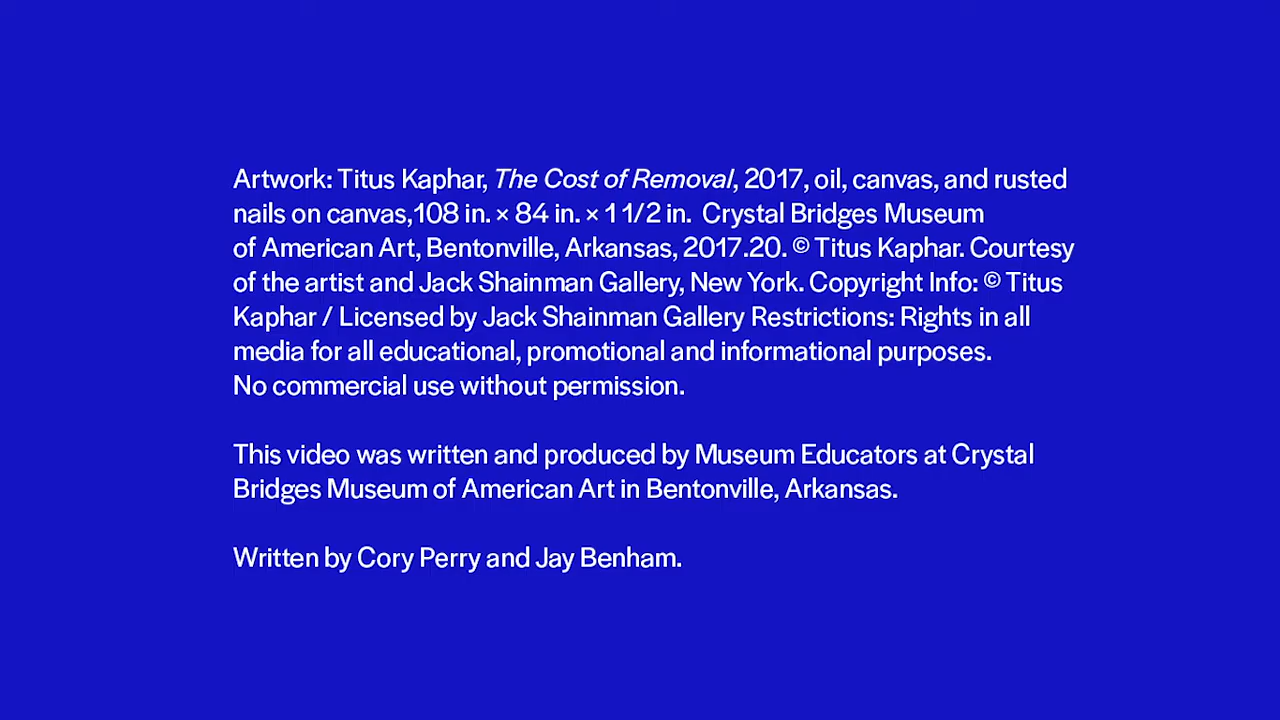 Artwork: Titus Kaphar, The Cost of Removal, 2017, oil, canvas, and rusted
nails on canvas,108 in. × 84 in. × 1 1/2 in.  Crystal Bridges Museum
of American Art, Bentonville, Arkansas, 2017.20. © Titus Kaphar. Courtesy
of the artist and Jack Shainman Gallery, New York. Copyright Info: © Titus
Kaphar / Licensed by Jack Shainman Gallery Restrictions: Rights in all
media for all educational, promotional and informational purposes.
No commercial use without permission.
This video was written and produced by Museum Educators at Crystal
Bridges Museum of American Art in Bentonville, Arkansas.
Written by Cory Perry and Jay Benham.